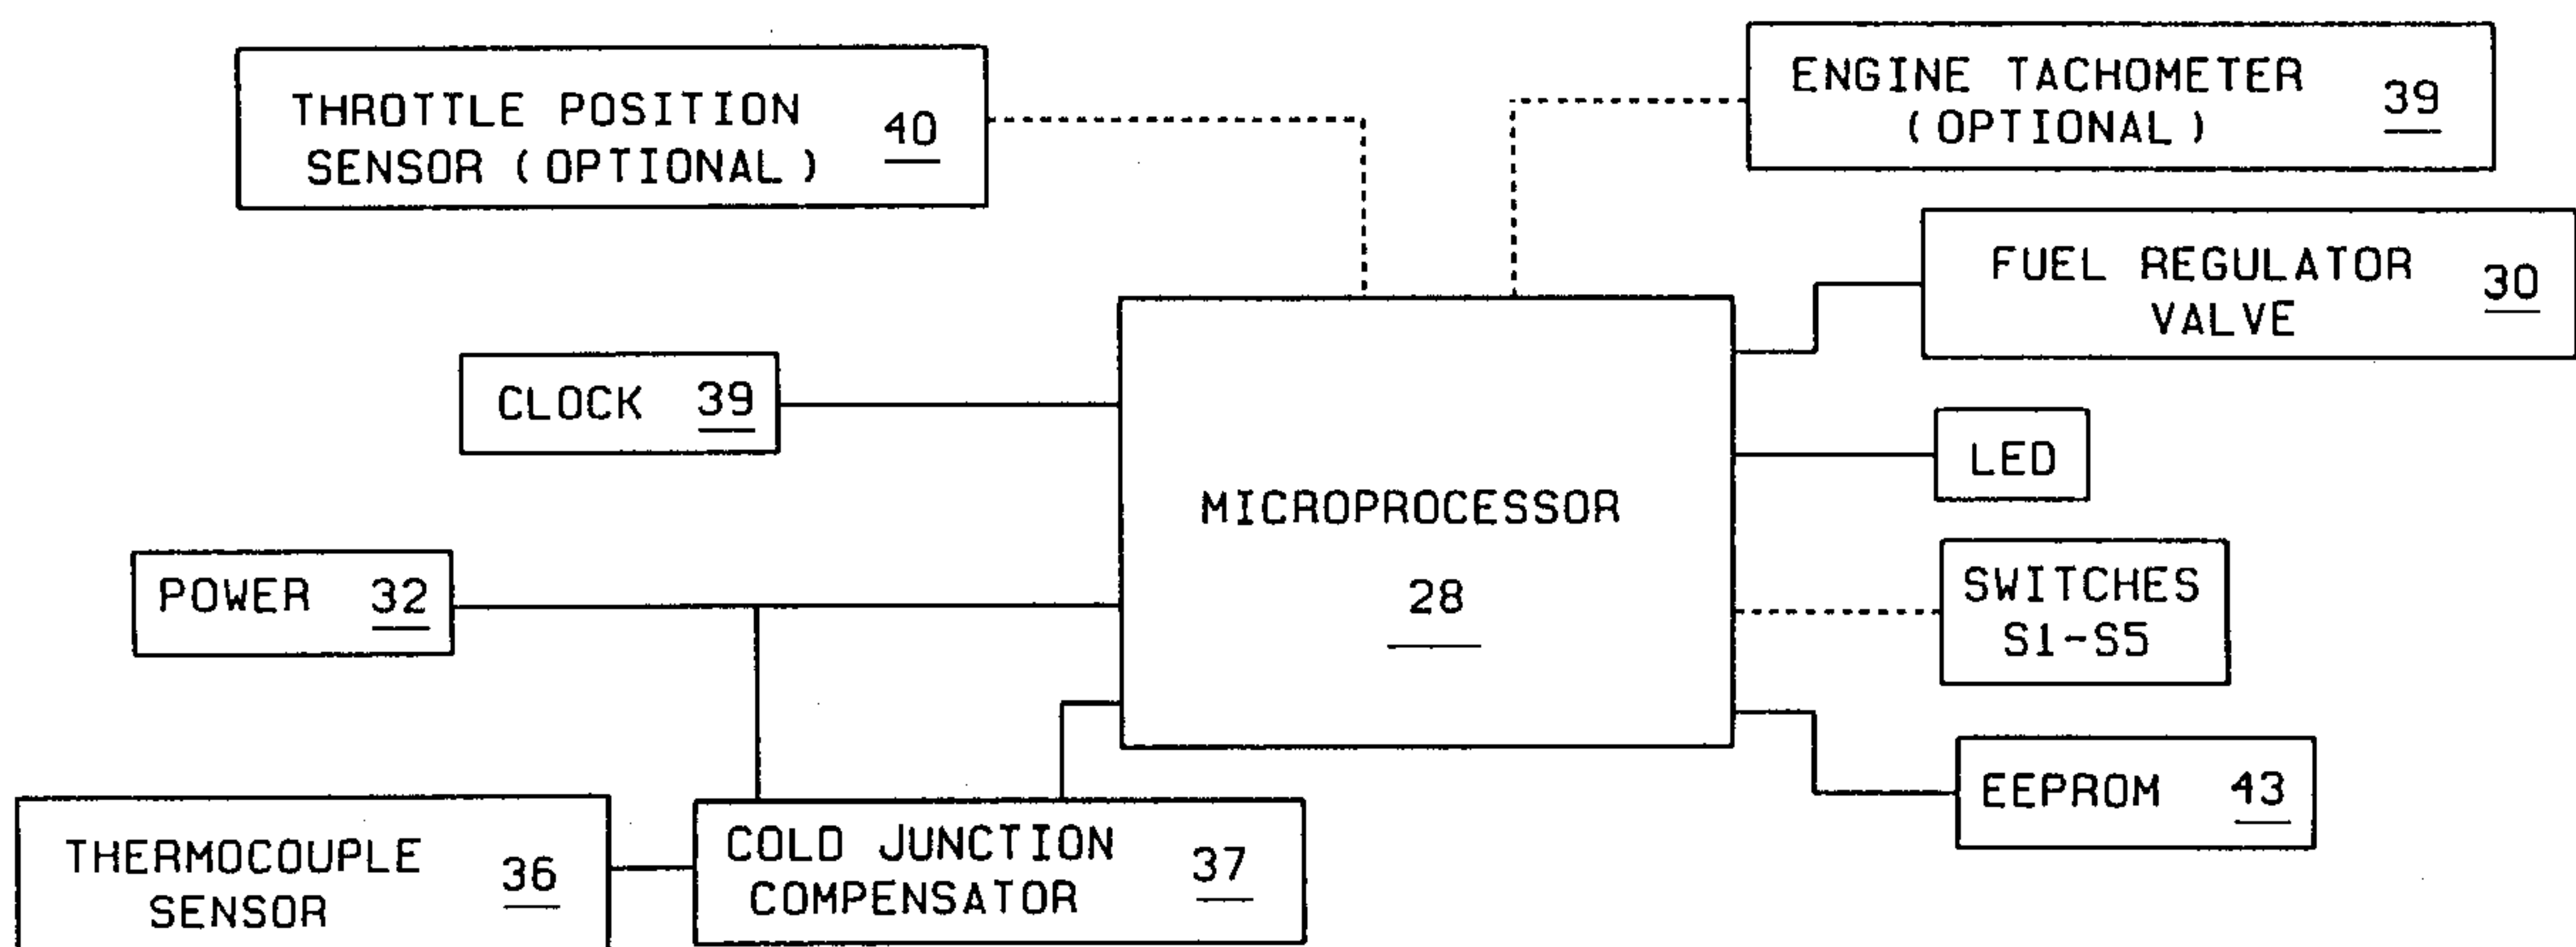 THROTTLE POSITION
SENSOR (OPTIONAL)
40
ENGINE TACHOMETER
(OPTIONAL)
39
FUEL REGULATOR
VALVE
30
CLOCK 39
LED
MICROPROCESSOR
28
POWER 32
SWITCHES
S1-S5
EEPROM 43
THERMOCOUPLE
SENSOR
36
COLD JUNCTION
COMPENSATOR
37